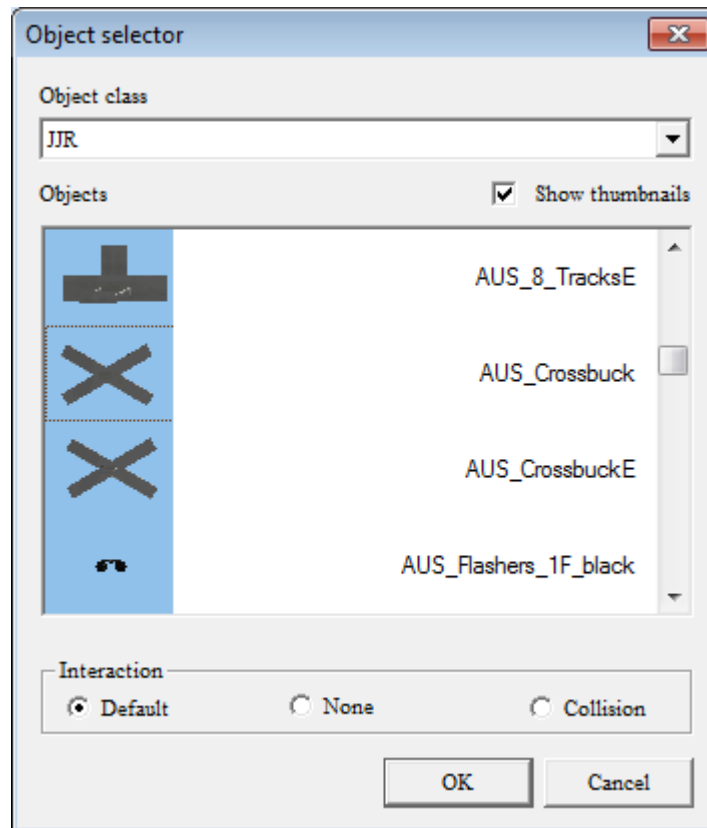 Object selector
Object class
JJR
Objects
Show thumbnails
AUS_8_TracksE
AUS_Crossbuck
AUS_CrossbuckE
AUS_Flashers_1F_black
Interaction
Default
None
Collision
OK
Cancel